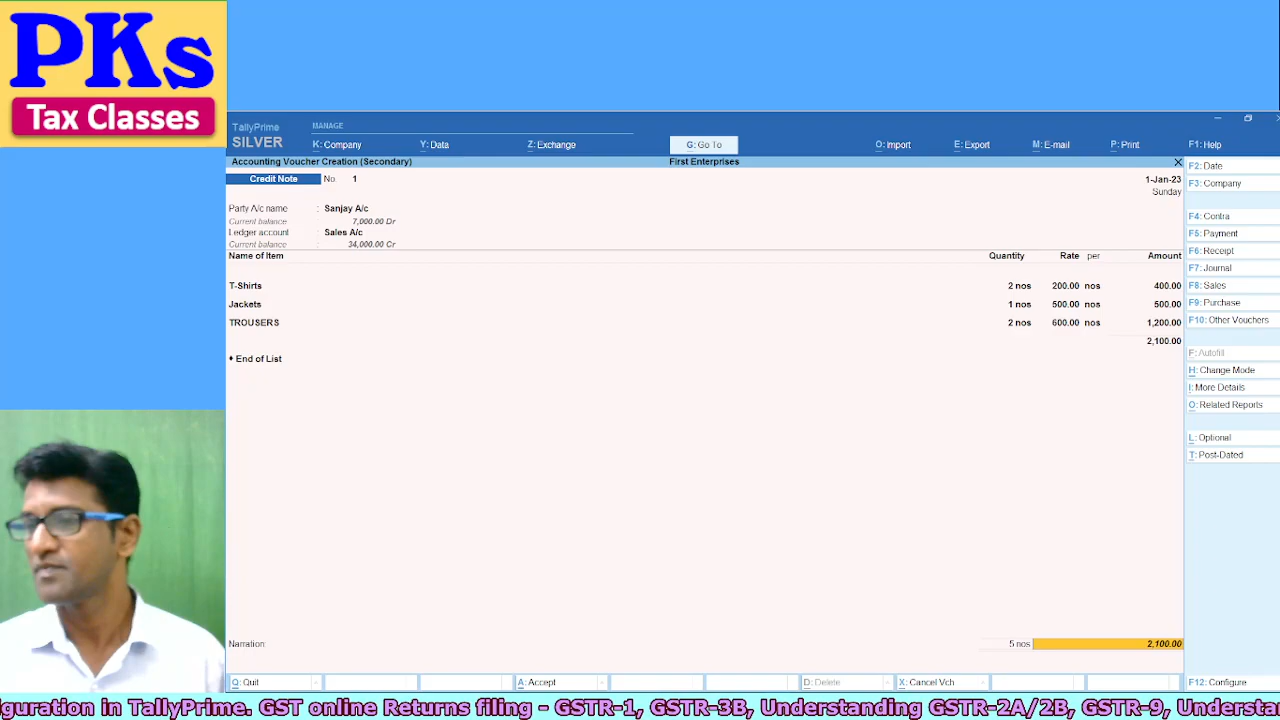 PKs
Tax Classes
TallyPrime
SILVER
MANAGE
K: Company
Y: Data
Z: Exchange
G: Go To
O: Import
E: Export
M: E-mail
P: Print
F1: Help
Accounting Voucher Creation (Secondary)
First Enterprises
F2: Date
Credit Note No 1
1-Jan-23
F3: Company
Sunday
Party A/c name : Sanjay A/c
Current balance : 7,000.00 Dr
F4: Contra
Ledger account : Sales A/c
F5: Payment
Current balance : 34,000.00 Cr
F6: Receipt
Name of Item Quantity Rate per Amount
F7: Journal
T-Shirts 2 nos 200.00 nos 400.00
F8: Sales
Jackets 1 nos 500.00 nos 500.00
F9: Purchase
TROUSERS 2 nos 600.00 nos 1,200.00
F10: Other Vouchers
2,100.00
F: Autofill
♦ End of List
H: Change Mode
I: More Details
O: Related Reports
L: Optional
T: Post-Dated
Narration: 5 nos 2,100.00
Q: Quit
A: Accept
D: Delete
X: Cancel Vch
F12: Configure
iguration in TallyPrime. GST online Returns filing - GSTR-1, GSTR-3B, Understanding GSTR-2A/2B, GSTR-9, Understa